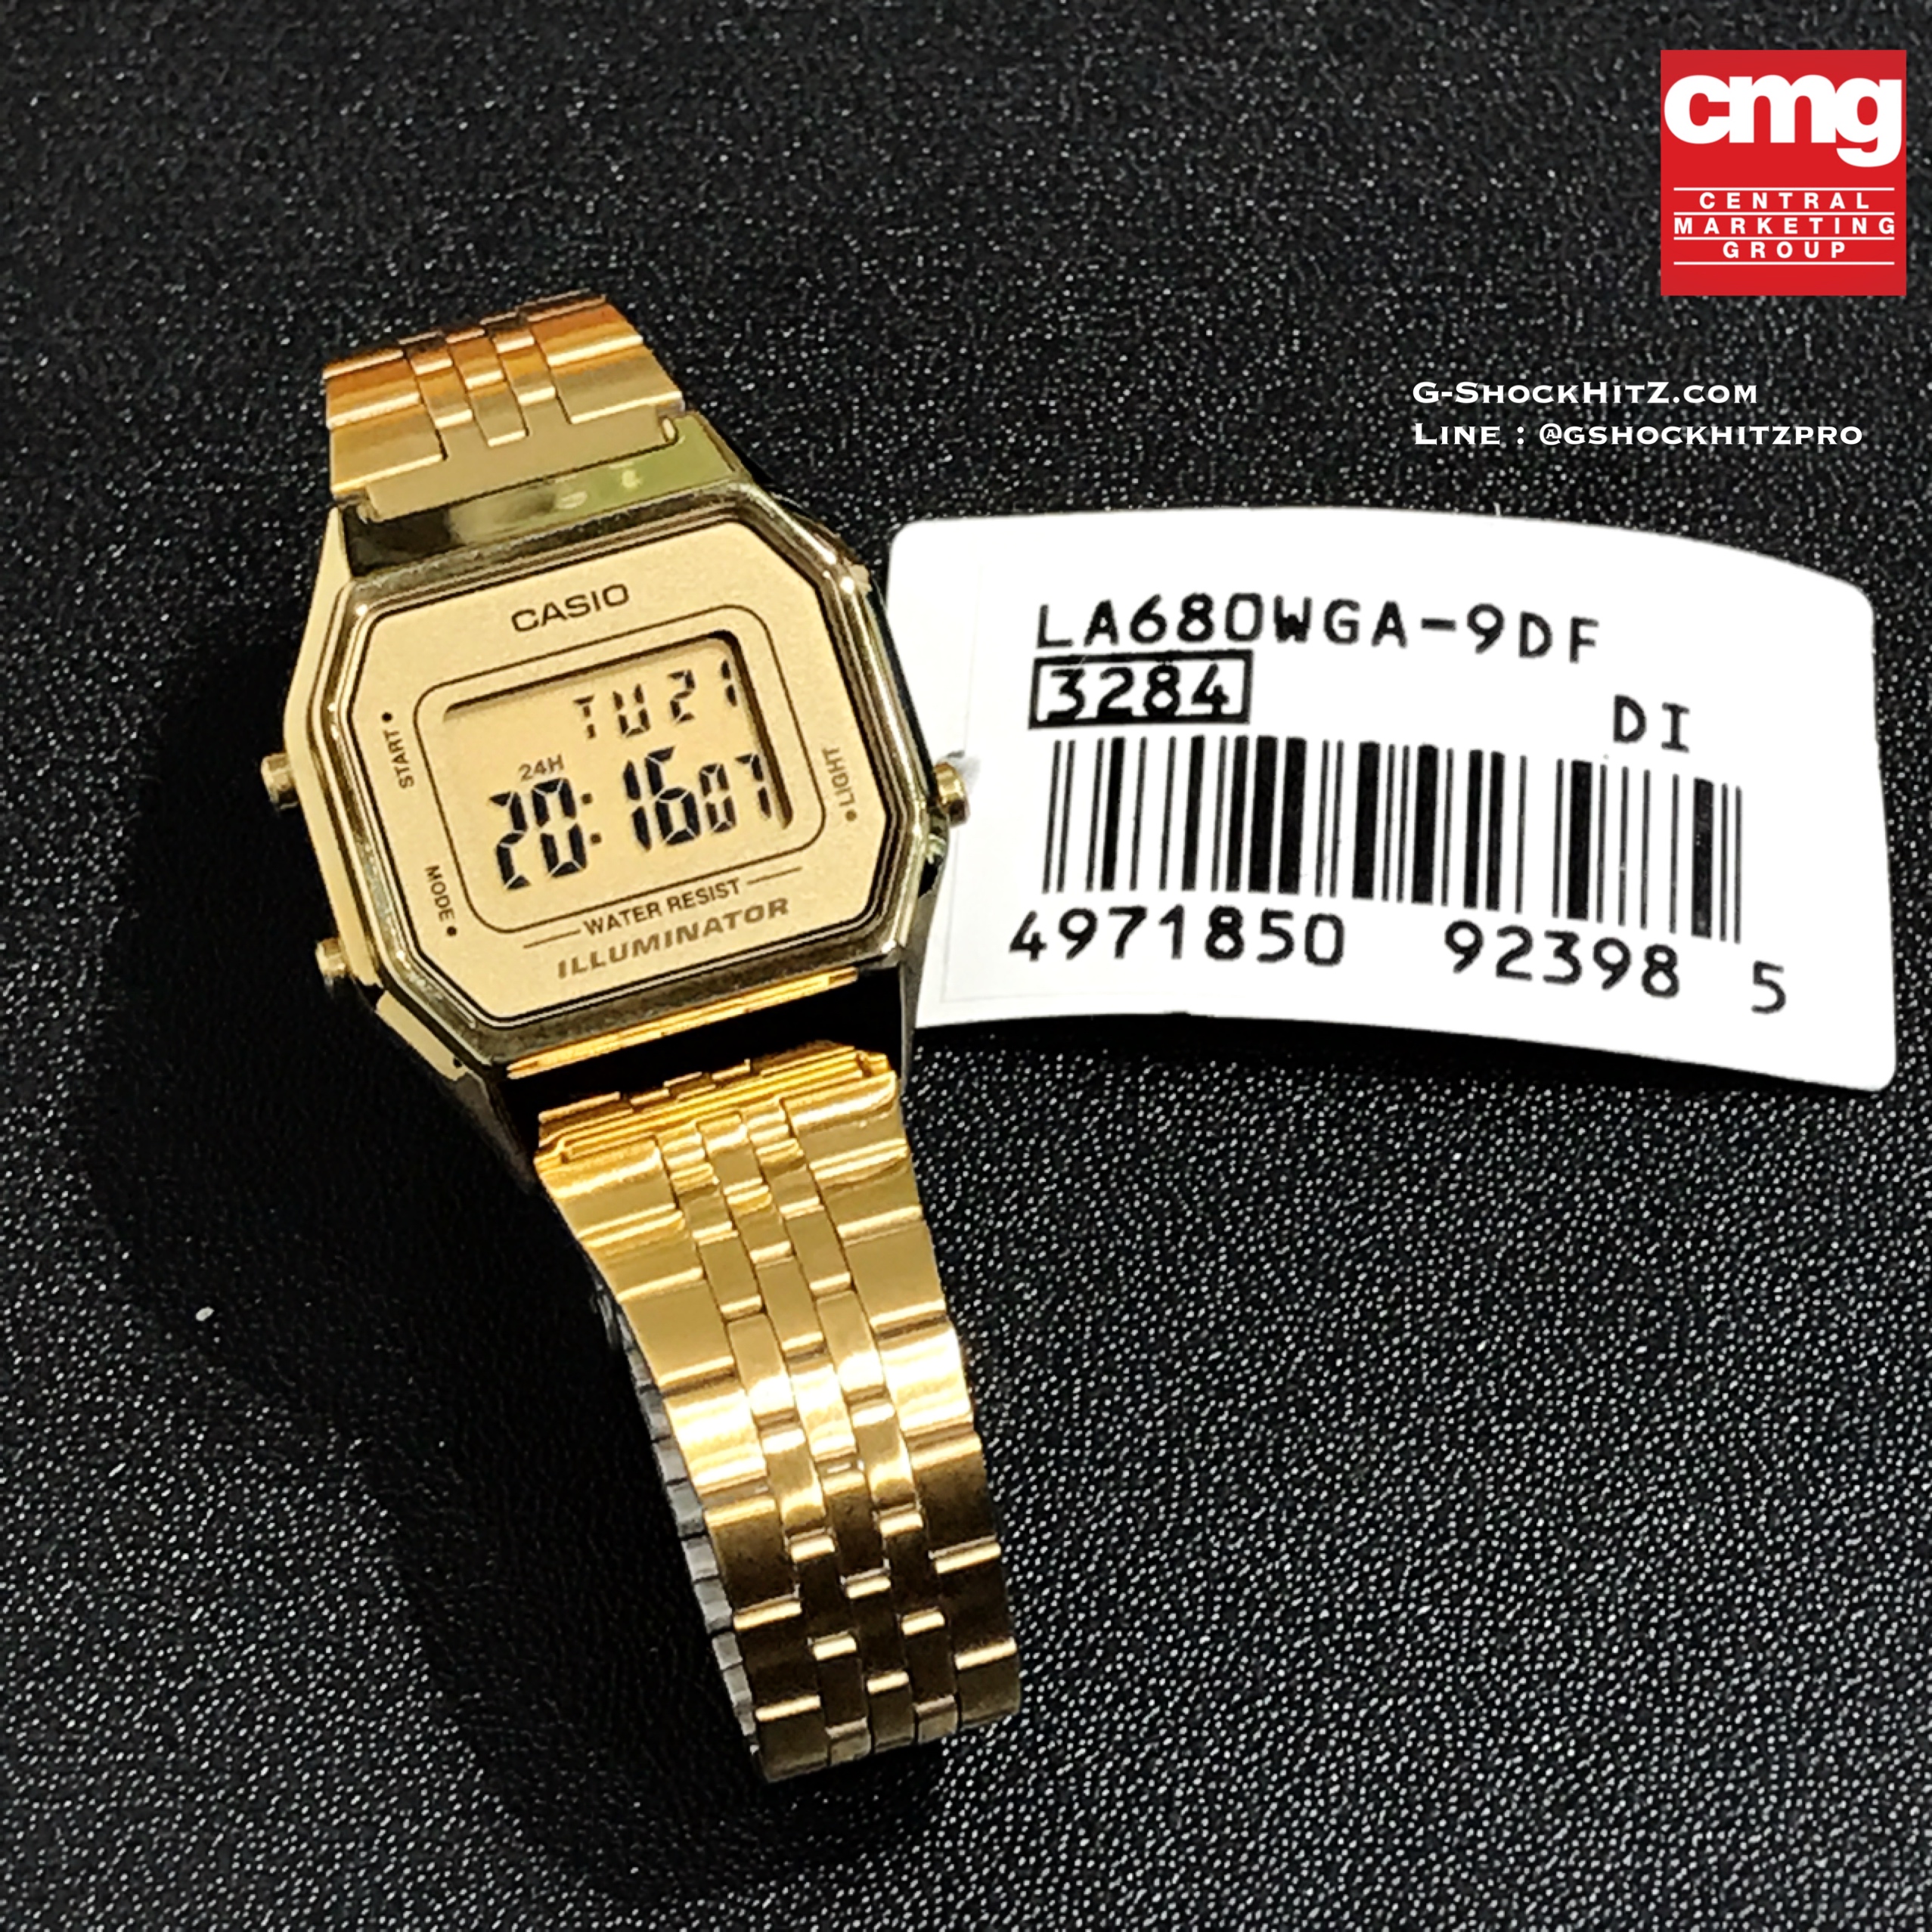 cmg
CENTRAL
MARKETING
GROUP
G-SHOCKHITZ.COM
LINE : @GSHOCKHITZPRO
LA680WGA-9DF
3284
DI
4971850 92398 5
CASIO
TU 21
24H
20:16 07
START
LIGHT
MODE
WATER RESIST
ILLUMINATOR